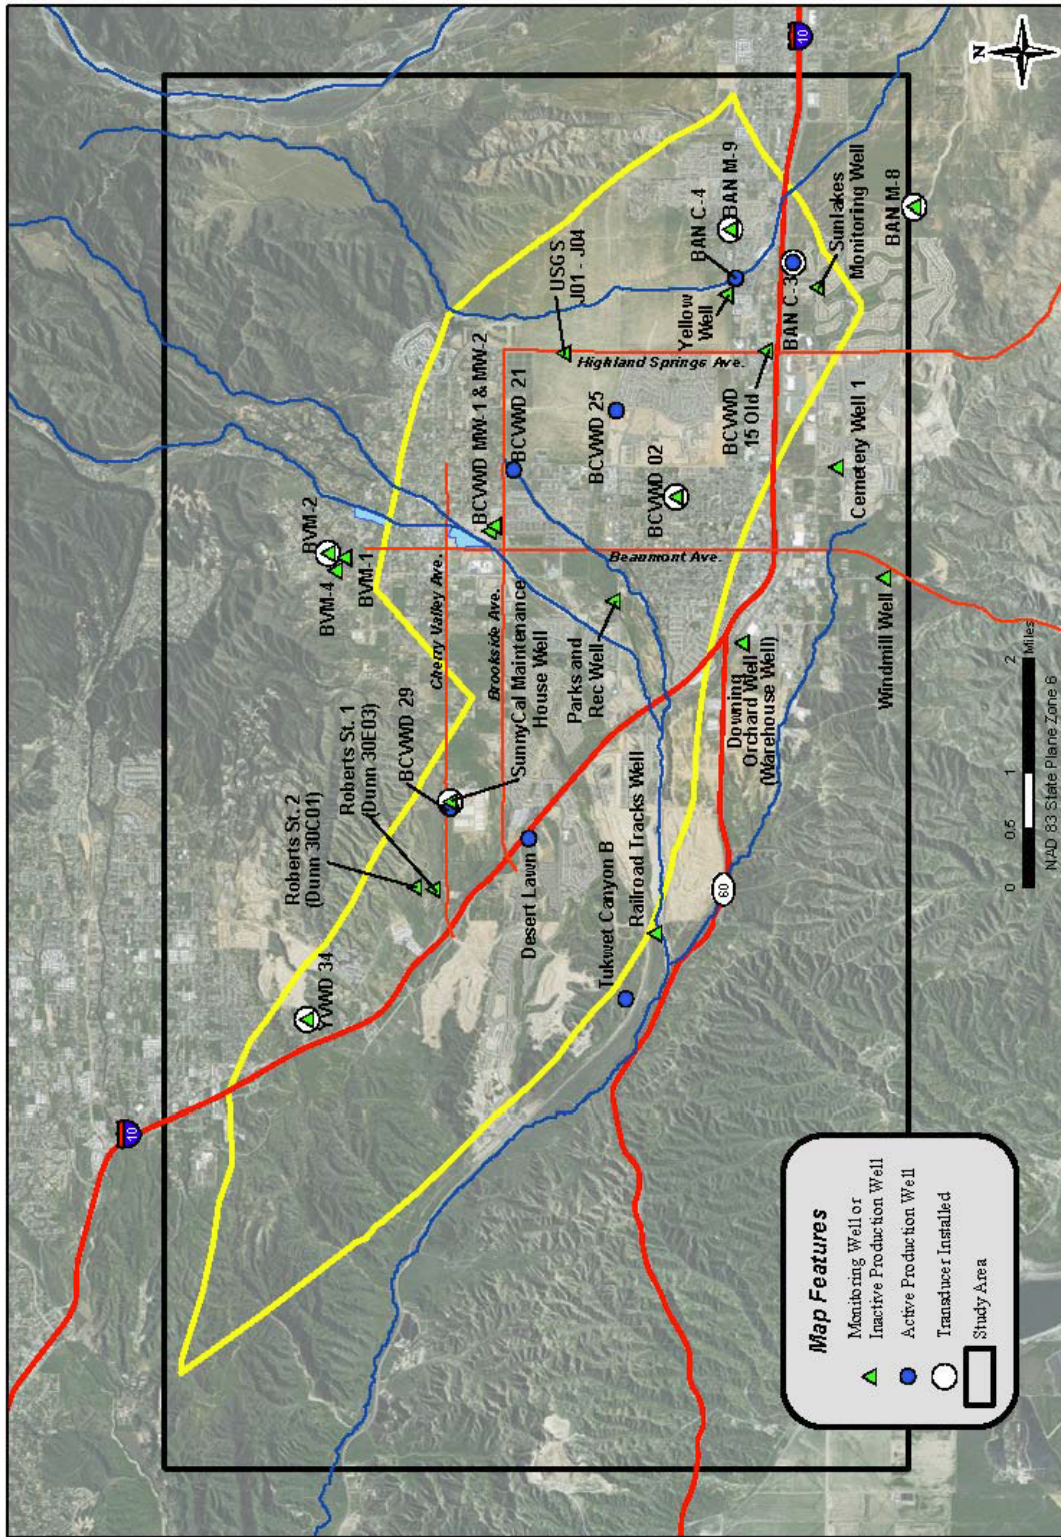 10
N
BVM-2
BVM-4
BVM-1
BCVWD MW-1 & MW-2
BCVWD 21
USGS
J01 - J04
BAN C-4
BAN M-9
Yellow
Well
Highland Springs Ave.
BCVWD 25
BCVWD 02
BCVWD
15 Old
BAN C-3
Sunlakes
Monitoring Well
BAN M-8
Cemetery Well 1
Beaumont Ave.
Cherry Valley Ave.
Brookside Ave.
SunnyCal Maintenance
House Well
BCVWD 29
Parks and
Rec Well
Roberts St. 1
(Dunn 30E03)
Roberts St. 2
(Dunn 30C01)
YVWD 34
Desert Lawn
Tukwet Canyon B
Railroad Tracks Well
Downing
Orchard Well
(Warehouse Well)
Windmill Well
60
10
Map Features
Monitoring Well or
Inactive Production Well
Active Production Well
Transducer Installed
Study Area
0 0.5 1 2
Miles
NAD 83 State Plane Zone 6